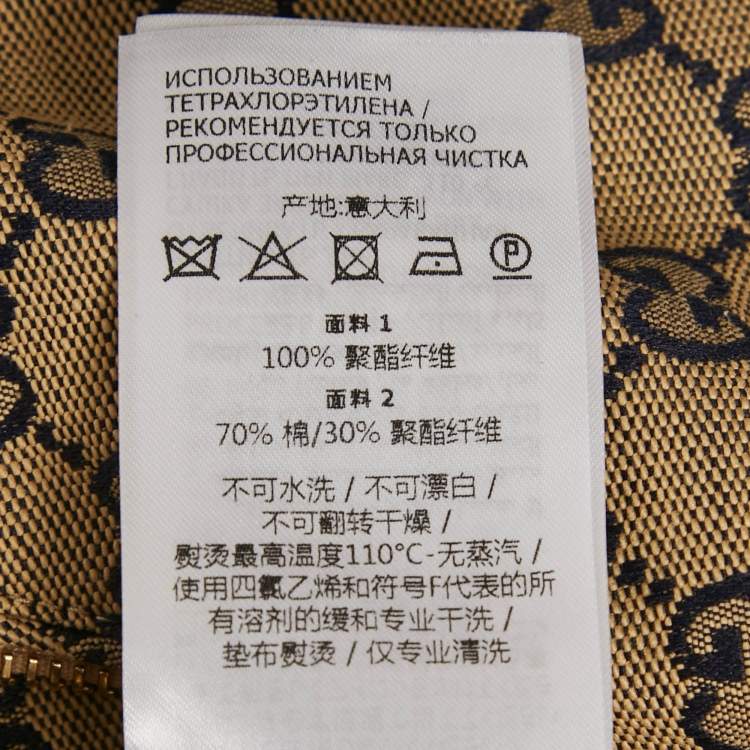 ИСПОЛЬЗОВАНИЕМ
ТЕТРАХЛОРЭТИЛЕНА /
РЕКОМЕНДУЕТСЯ ТОЛЬКО
ПРОФЕССИОНАЛЬНАЯ ЧИСТКА
产地:意大利
P
面料 1
100% 聚酯纤维
面料 2
70% 棉/30% 聚酯纤维
不可水洗 / 不可漂白 /
不可翻转干燥 /
熨烫最高温度110°C-无蒸汽 /
使用四氯乙烯和符号F代表的所
有溶剂的缓和专业干洗 /
垫布熨烫 / 仅专业清洗